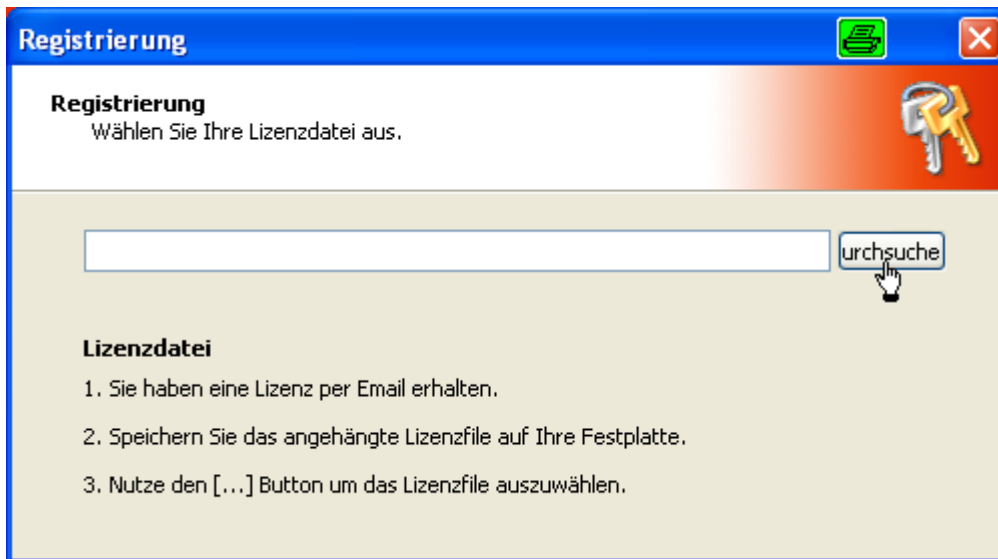 Registrierung
Registrierung
Wählen Sie Ihre Lizenzdatei aus.
urchsuche
Lizenzdatei
1. Sie haben eine Lizenz per Email erhalten.
2. Speichern Sie das angehängte Lizenzfile auf Ihre Festplatte.
3. Nutze den [...] Button um das Lizenzfile auszuwählen.